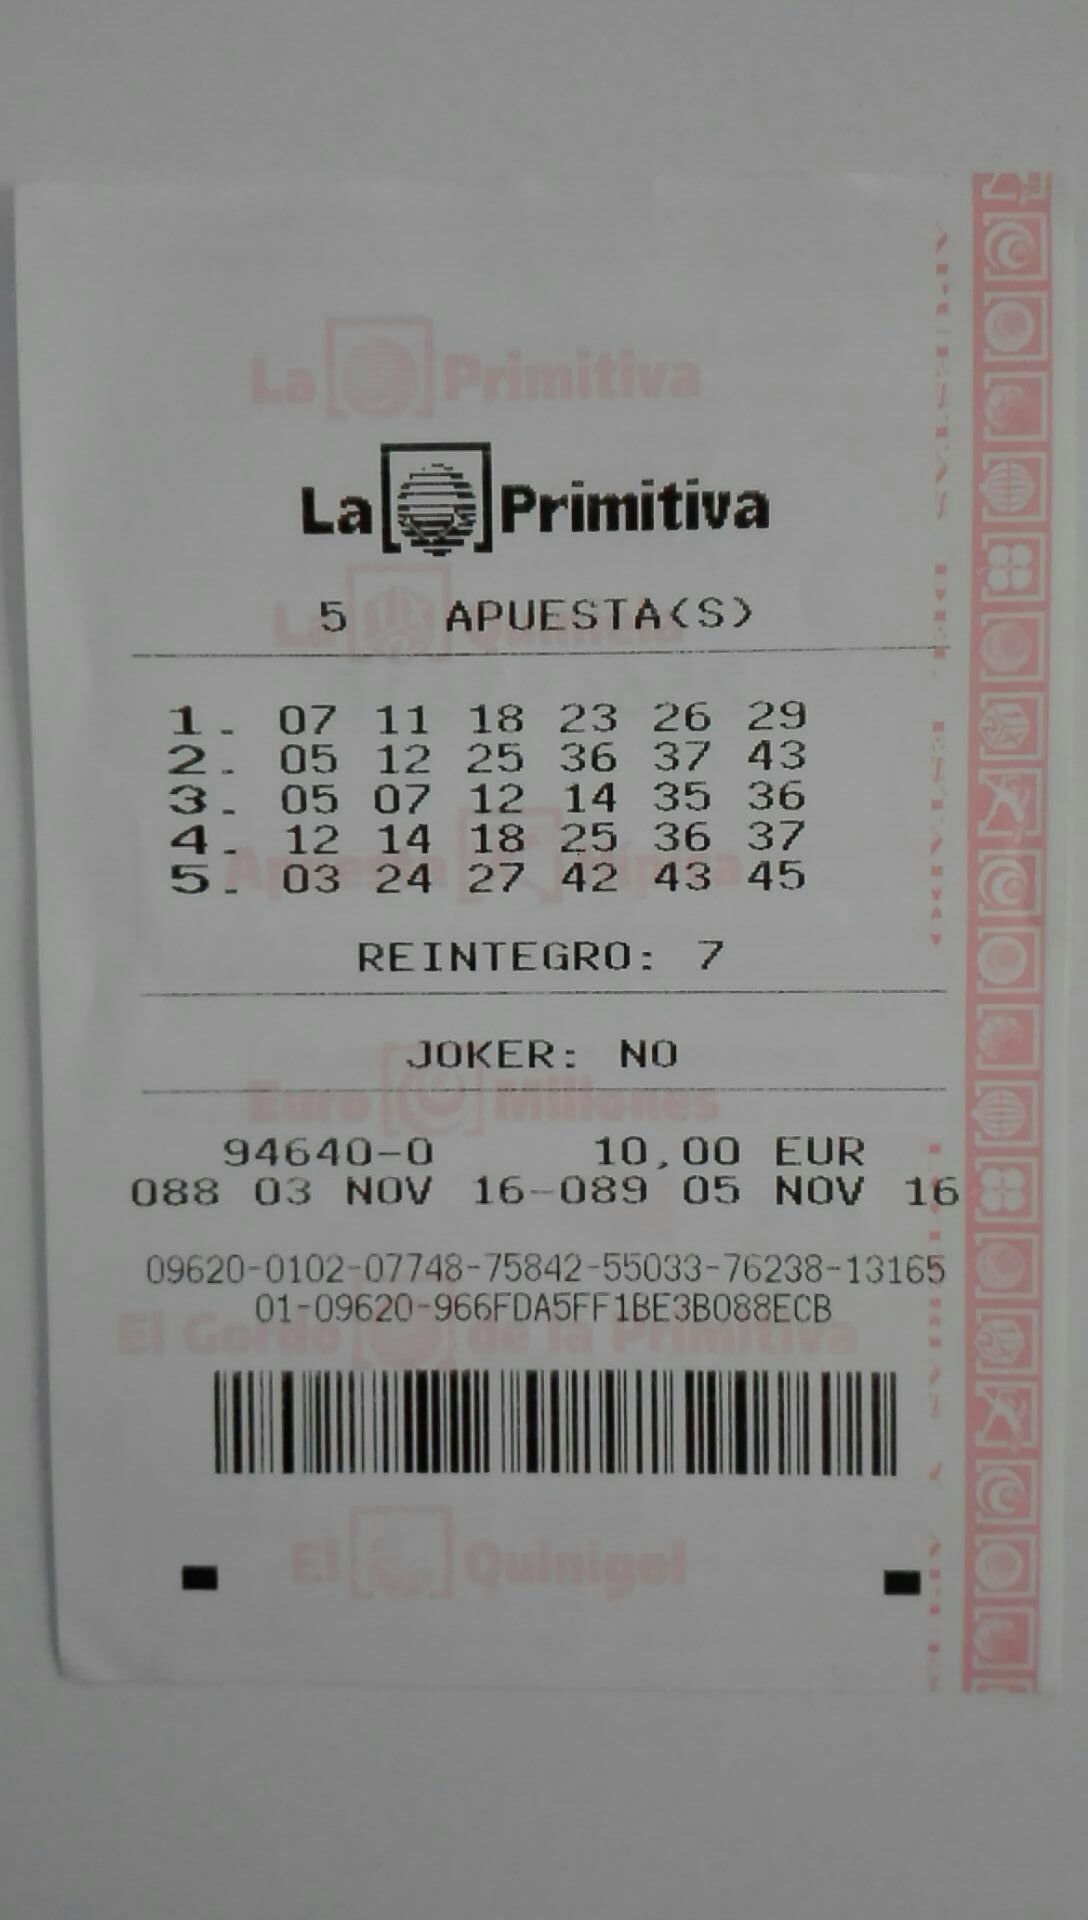 La Primitiva
La Primitiva
La Quiniela
5 APUESTA(S)
1. 07 11 18 23 26 29
2. 05 12 25 36 37 43
3. 05 07 12 14 35 36
4. 12 14 18 25 36 37
5. 03 24 27 42 43 45
REINTEGRO: 7
JOKER: NO
Euro Millones
94640-0 10,00 EUR
088 03 NOV 16-089 05 NOV 16
09620-0102-07748-75842-55033-76238-13165
01-09620-966FDA5FF1BE3B088ECB
El Gordo de la Primitiva
El Quinigol